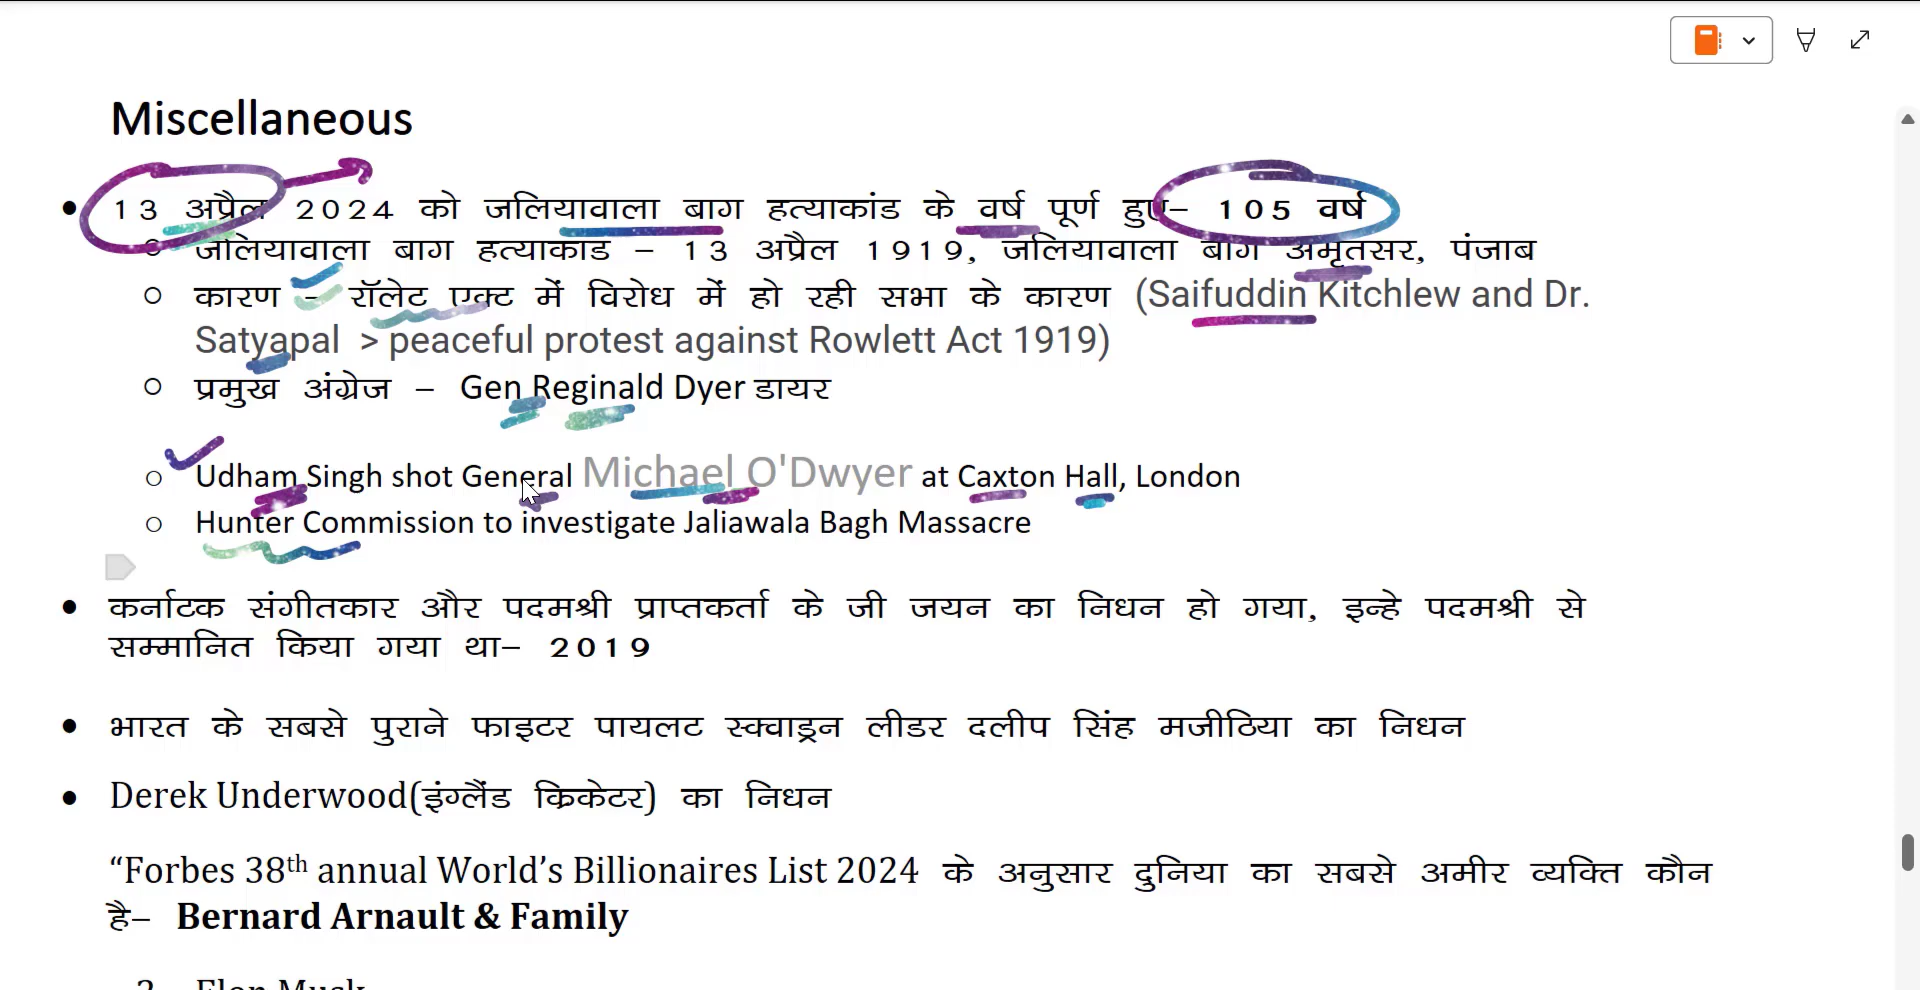 Miscellaneous
13 अप्रैल 2024 को जलियावाला बाग हत्याकांड के वर्ष पूर्ण हुए– 105 वर्ष
जलियावाला बाग हत्याकांड – 13 अप्रैल 1919, जलियावाला बाग अमृतसर, पंजाब
कारण – रॉलेट एक्ट में विरोध में हो रही सभा के कारण (Saifuddin Kitchlew and Dr.
Satyapal > peaceful protest against Rowlett Act 1919)
प्रमुख अंग्रेज – Gen Reginald Dyer डायर
Udham Singh shot General Michael O'Dwyer at Caxton Hall, London
Hunter Commission to investigate Jaliawala Bagh Massacre
कर्नाटक संगीतकार और पदमश्री प्राप्तकर्ता के जी जयन का निधन हो गया, इन्हे पदमश्री से
सम्मानित किया गया था– 2019
भारत के सबसे पुराने फाइटर पायलट स्क्वाड्रन लीडर दलीप सिंह मजीठिया का निधन
Derek Underwood(इंग्लैंड क्रिकेटर) का निधन
“Forbes 38th annual World’s Billionaires List 2024 के अनुसार दुनिया का सबसे अमीर व्यक्ति कौन
है– Bernard Arnault & Family
2 Elon Musk